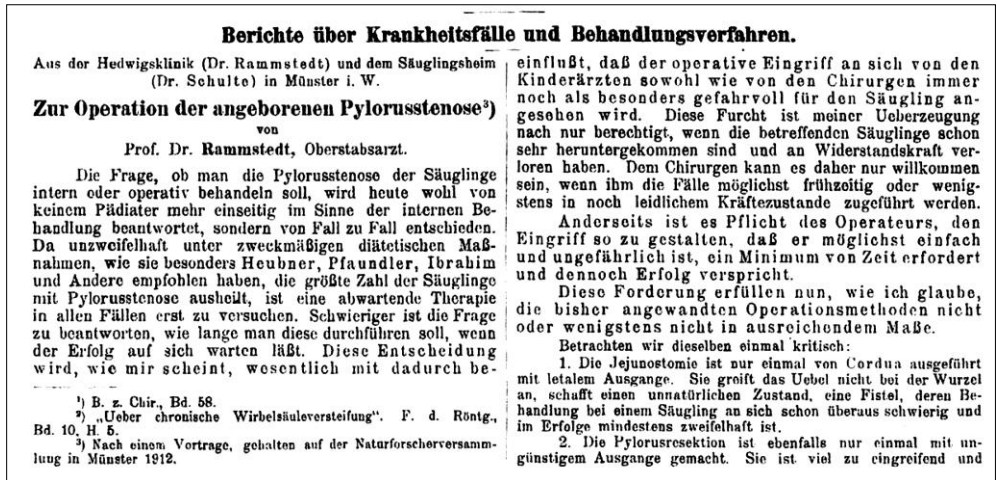 Berichte über Krankheitsfälle und Behandlungsverfahren.
Aus der Hedwigsklinik (Dr. Rammstedt) und dem Säuglingsheim
(Dr. Schulte) in Münster i. W.
Zur Operation der angeborenen Pylorusstenose³)
von
Prof. Dr. Rammstedt, Oberstabsarzt.
Die Frage, ob man die Pylorusstenose der Säuglinge
intern oder operativ behandeln soll, wird heute wohl von
keinem Pädiater mehr einseitig im Sinne der internen Be-
handlung beantwortet, sondern von Fall zu Fall entschieden.
Da unzweifelhaft unter zweckmäßigen diätetischen Maß-
nahmen, wie sie besonders Heubner, Pfaundler, Ibrahim
und Andere empfohlen haben, die größte Zahl der Säuglinge
mit Pylorusstenose ausheilt, ist eine abwartende Therapie
in allen Fällen erst zu versuchen. Schwieriger ist die Frage
zu beantworten, wie lange man diese durchführen soll, wenn
der Erfolg auf sich warten läßt. Diese Entscheidung
wird, wie mir scheint, wesentlich mit dadurch be-
¹) B. z. Chir., Bd. 58.
²) „Ueber chronische Wirbelsäuleversteifung“. F. d. Röntg.,
Bd. 10, H. 5.
³) Nach einem Vortrage, gehalten auf der Naturforscherversamm-
lung in Münster 1912.
einflußt, daß der operative Eingriff an sich von den
Kinderärzten sowohl wie von den Chirurgen immer
noch als besonders gefahrvoll für den Säugling an-
gesehen wird. Diese Furcht ist meiner Ueberzeugung
nach nur berechtigt, wenn die betreffenden Säuglinge schon
sehr heruntergekommen sind und an Widerstandskraft ver-
loren haben. Dem Chirurgen kann es daher nur willkommen
sein, wenn ihm die Fälle möglichst frühzeitig oder wenig-
stens in noch leidlichem Kräftezustande zugeführt werden.
Anderseits ist es Pflicht des Operateurs, den
Eingriff so zu gestalten, daß er möglichst einfach
und ungefährlich ist, ein Minimum von Zeit erfordert
und dennoch Erfolg verspricht.
Diese Forderung erfüllen nun, wie ich glaube,
die bisher angewandten Operationsmethoden nicht
oder wenigstens nicht in ausreichendem Maße.
Betrachten wir dieselben einmal kritisch:
1. Die Jejunostomie ist nur einmal von Cordua ausgeführt
mit letalem Ausgange. Sie greift das Uebel nicht bei der Wurzel
an, schafft einen unnatürlichen Zustand, eine Fistel, deren Be-
handlung bei einem Säugling an sich schon überaus schwierig und
im Erfolge mindestens zweifelhaft ist.
2. Die Pylorusresektion ist ebenfalls nur einmal mit un-
günstigem Ausgange gemacht. Sie ist viel zu eingreifend und